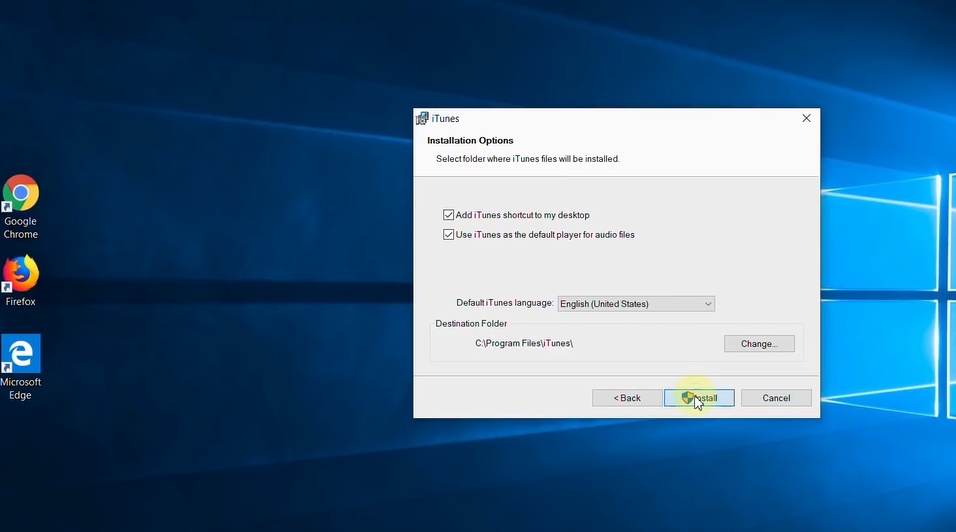 iTunes
Installation Options
Select folder where iTunes files will be installed.
Add iTunes shortcut to my desktop
Use iTunes as the default player for audio files
Default iTunes language:
English (United States)
Destination Folder
C:\Program Files\iTunes\
Change...
< Back
Install
Cancel
Google
Chrome
Firefox
Microsoft
Edge